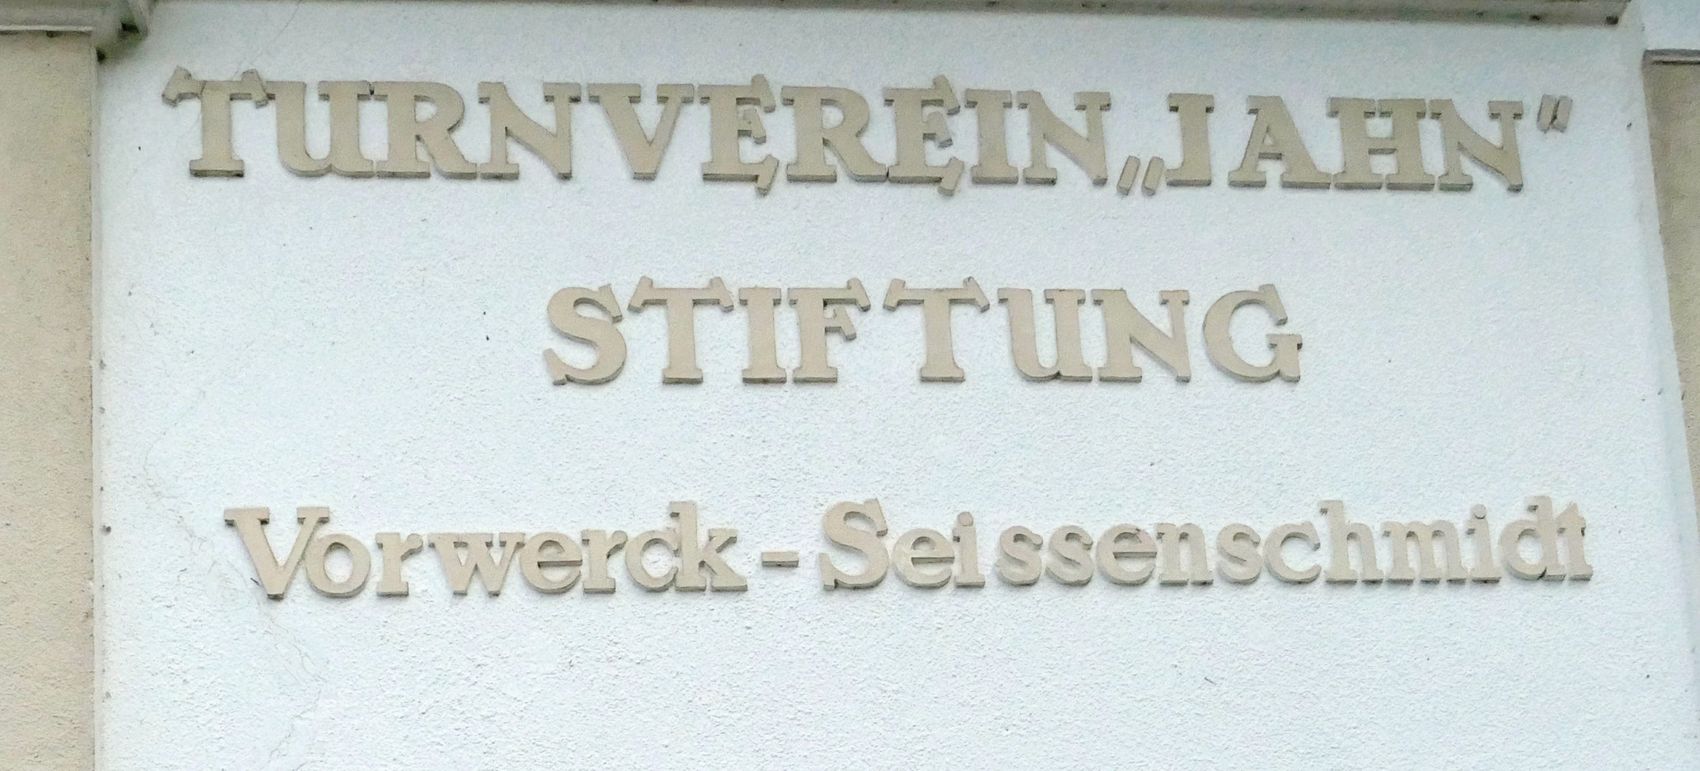 TURNVEREIN „JAHN"
STIFTUNG
Vorwerck-Seissenschmidt